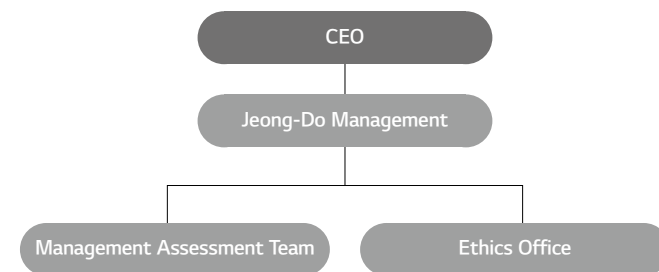 CEO
Jeong-Do Management
Management Assessment Team
Ethics Office